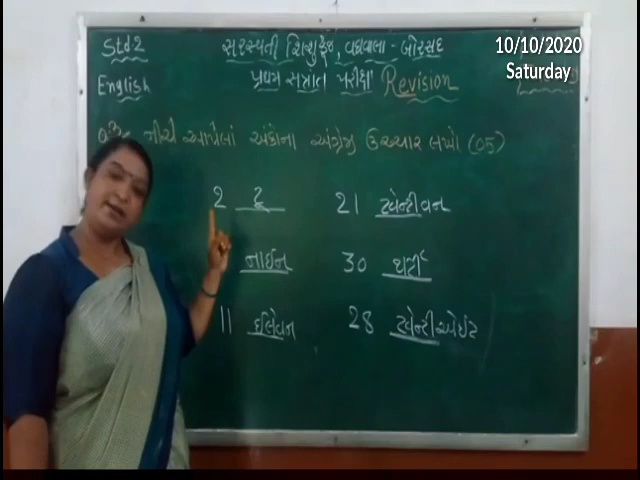 Std.2 સરસ્વતી શિશુકુંજ, વહેવાલા - બોરસદ
10/10/2020
Saturday
English પ્રથમ સત્રાંત પરીક્ષા Revision
નીચે આપેલાં અંકોના અંગ્રેજી ઉચ્ચાર લખો (05)
2 ટૂ 21 ટ્વેન્ટીવન
નાઈન 30 થર્ટી
11 ઈલેવન 28 ટ્વેન્ટીએઈટ